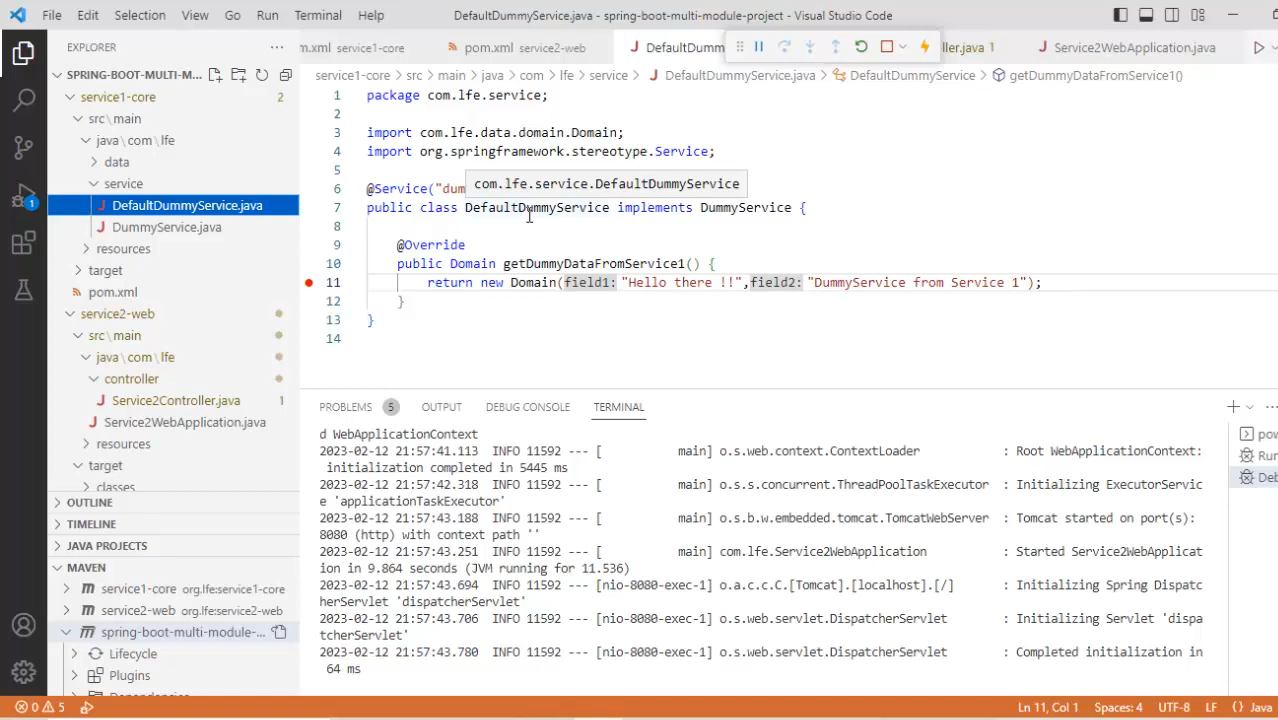 File Edit Selection View Go Run Terminal Help DefaultDummyService.java - spring-boot-multi-module-project - Visual Studio Code
EXPLORER
SPRING-BOOT-MULTI-M...
service1-core 2
src\main
java\com\lfe
data
service
DefaultDummyService.java
DummyService.java
resources
target
pom.xml
service2-web
src\main
java\com\lfe
controller
Service2Controller.java 1
Service2WebApplication.java
resources
target
classes
OUTLINE
TIMELINE
JAVA PROJECTS
MAVEN
service1-core org.lfe:service1-core
service2-web org.lfe:service2-web
spring-boot-multi-module-...
Lifecycle
Plugins
Dependencies
1
m.xml service1-core pom.xml service2-web DefaultDumm ller.java 1 Service2WebApplication.java
service1-core > src > main > java > com > lfe > service > DefaultDummyService.java > DefaultDummyService > getDummyDataFromService1()
1 package com.lfe.service;
2
3 import com.lfe.data.domain.Domain;
4 import org.springframework.stereotype.Service;
5
com.lfe.service.DefaultDummyService
6 @Service("dum
7 public class DefaultDummyService implements DummyService {
8
9 @Override
10 public Domain getDummyDataFromService1() {
11 return new Domain(field1:"Hello there !!",field2:"DummyService from Service 1");
12 }
13 }
14
PROBLEMS 5 OUTPUT DEBUG CONSOLE TERMINAL
d WebApplicationContext
2023-02-12 21:57:41.113 INFO 11592 --- [ main] o.s.web.context.ContextLoader : Root WebApplicationContext:
initialization completed in 5445 ms
2023-02-12 21:57:42.318 INFO 11592 --- [ main] o.s.s.concurrent.ThreadPoolTaskExecutor : Initializing ExecutorServic
e 'applicationTaskExecutor'
2023-02-12 21:57:43.188 INFO 11592 --- [ main] o.s.b.w.embedded.tomcat.TomcatWebServer : Tomcat started on port(s):
8080 (http) with context path ''
2023-02-12 21:57:43.251 INFO 11592 --- [ main] com.lfe.Service2WebApplication : Started Service2WebApplicat
ion in 9.864 seconds (JVM running for 11.536)
2023-02-12 21:57:43.694 INFO 11592 --- [nio-8080-exec-1] o.a.c.c.C.[Tomcat].[localhost].[/] : Initializing Spring Dispatc
herServlet 'dispatcherServlet'
2023-02-12 21:57:43.706 INFO 11592 --- [nio-8080-exec-1] o.s.web.servlet.DispatcherServlet : Initializing Servlet 'dispa
tcherServlet'
2023-02-12 21:57:43.780 INFO 11592 --- [nio-8080-exec-1] o.s.web.servlet.DispatcherServlet : Completed initialization in
64 ms
pow
Run
Deb
0 5 Ln 11, Col 1 Spaces: 4 UTF-8 LF {} Java